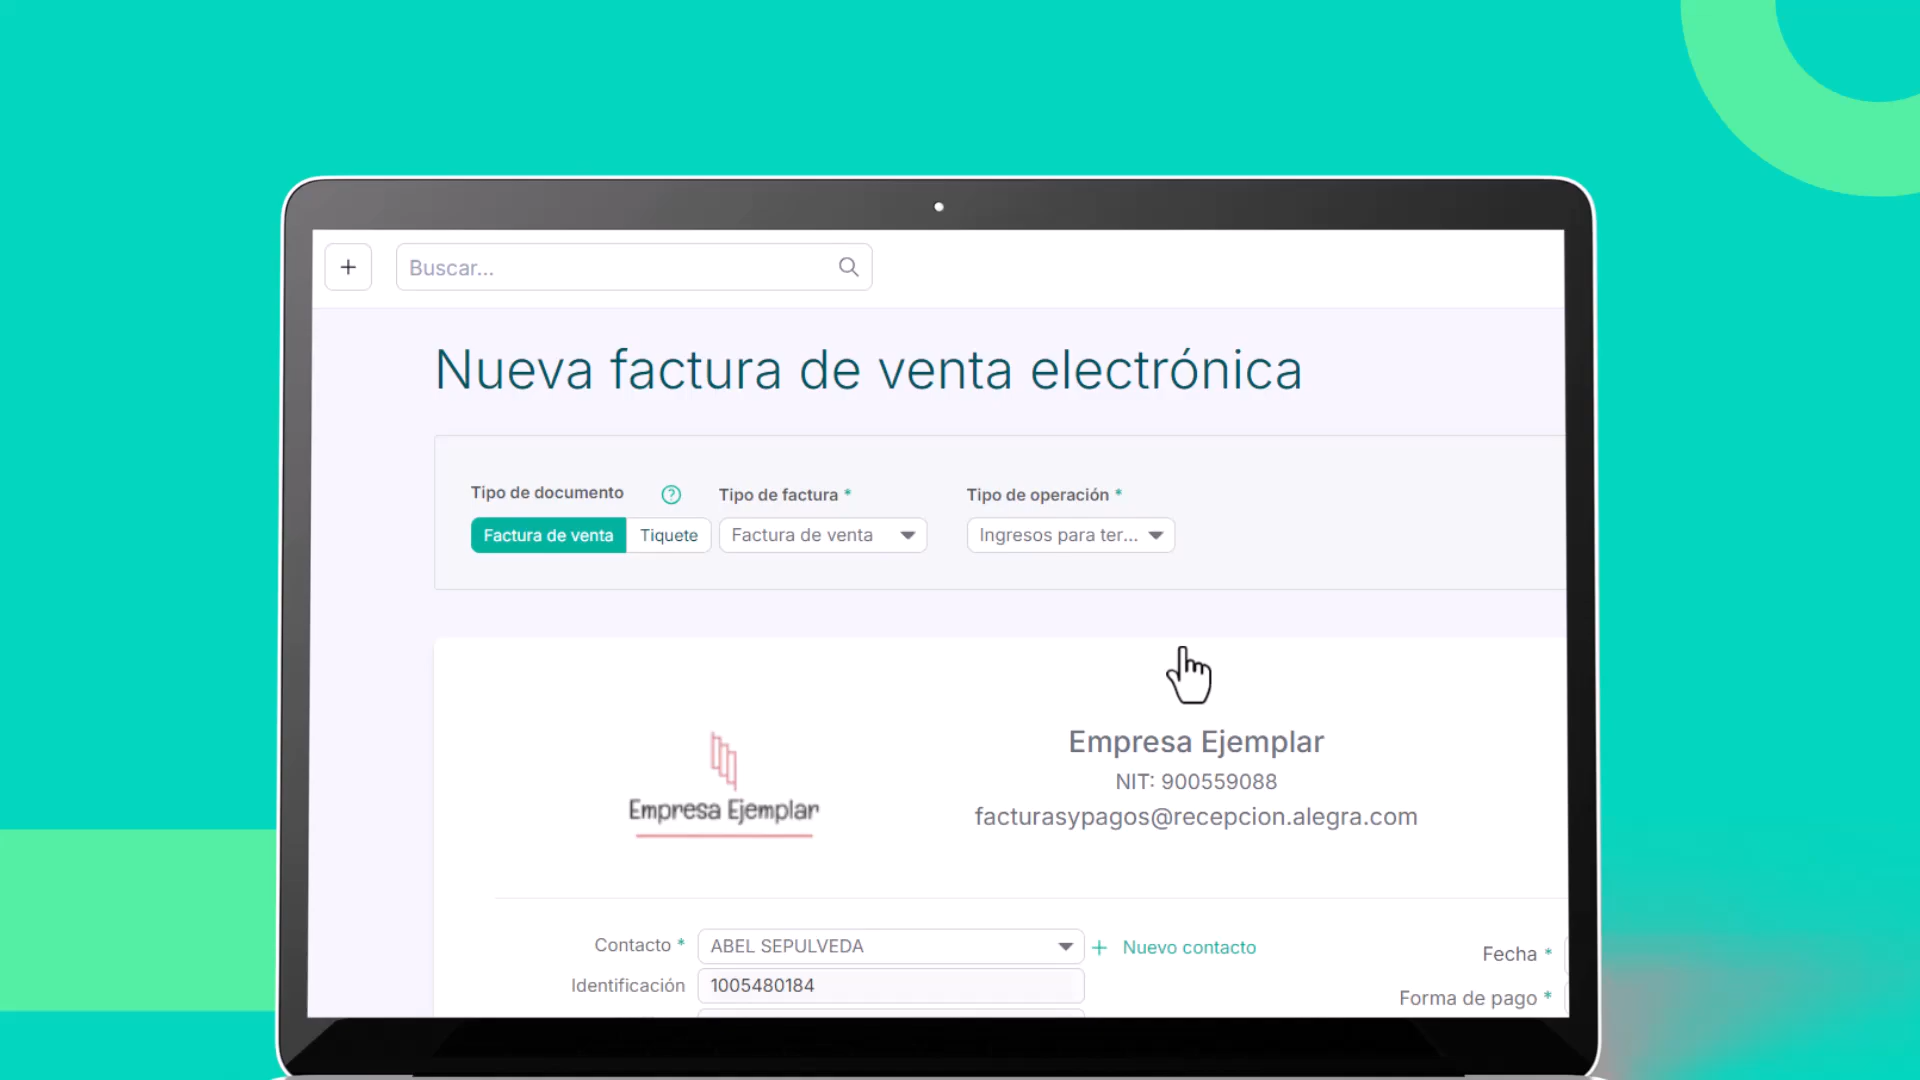 + Buscar...
Nueva factura de venta electrónica
Tipo de documento ? Tipo de factura * Tipo de operación *
Factura de venta Tiquete Factura de venta Ingresos para ter...
Empresa Ejemplar
Empresa Ejemplar
NIT: 900559088
facturasypagos@recepcion.alegra.com
Contacto * ABEL SEPULVEDA + Nuevo contacto Fecha *
Identificación 1005480184
Forma de pago *